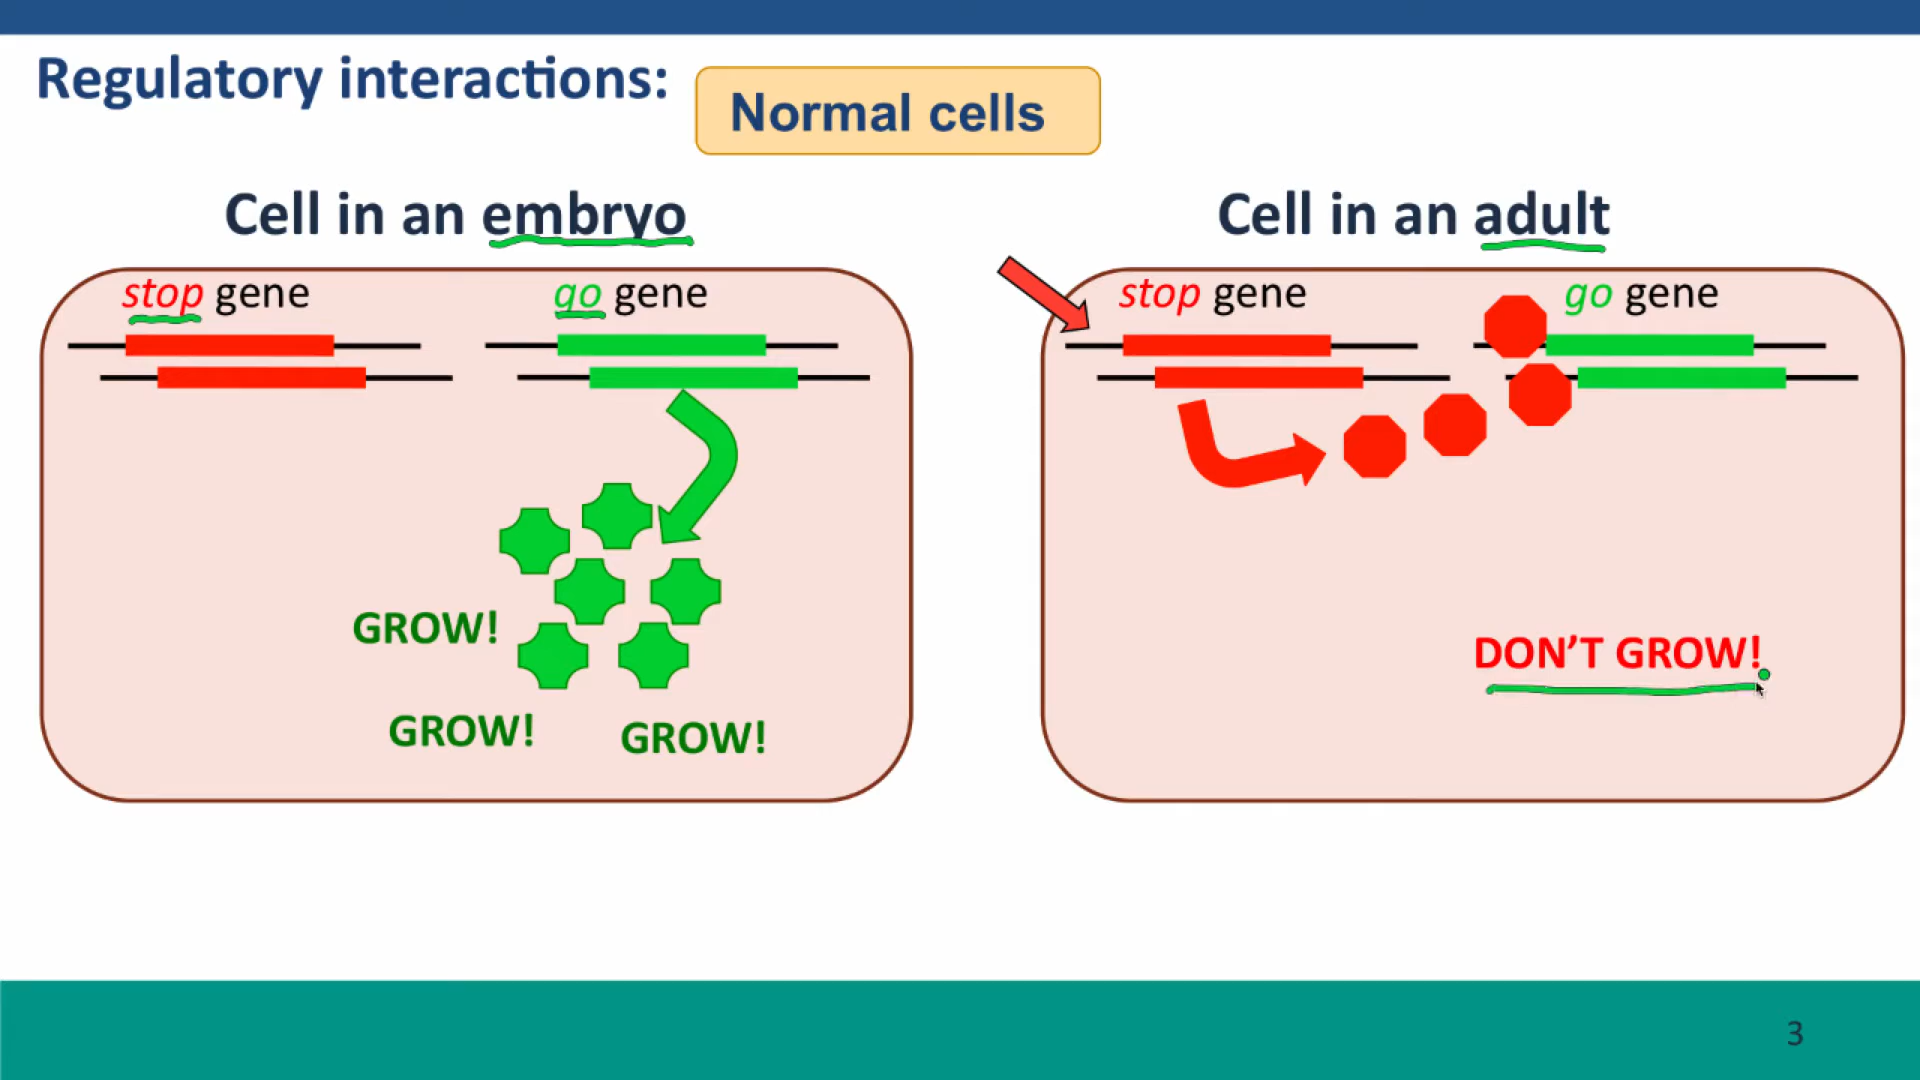 Regulatory interactions:
Normal cells
Cell in an embryo
stop gene
go gene
GROW!
GROW!
GROW!
Cell in an adult
stop gene
go gene
DON'T GROW!
3